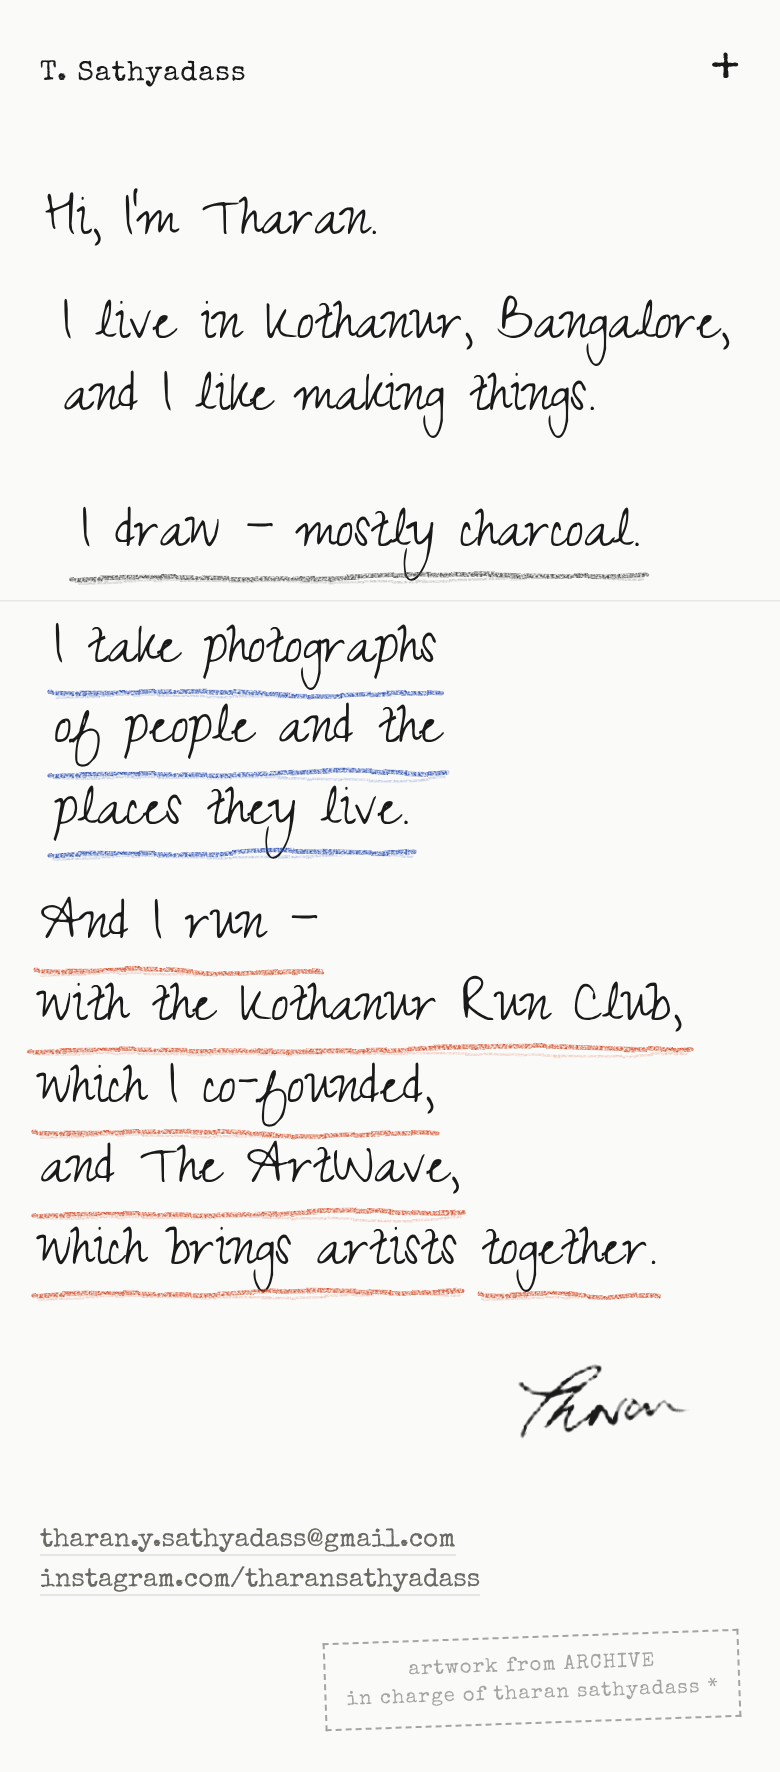 T. Sathyadass +
Hi, I'm Tharan.
I live in Kothanur, Bangalore,
and I like making things.
I draw – mostly charcoal.
I take photographs
of people and the
places they live.
And I run –
with the Kothanur Run Club,
which I co-founded,
and The ArtWave,
which brings artists together.
Tharan
tharan.y.sathyadass@gmail.com
instagram.com/tharansathyadass
artwork from ARCHIVE
in charge of tharan sathyadass *